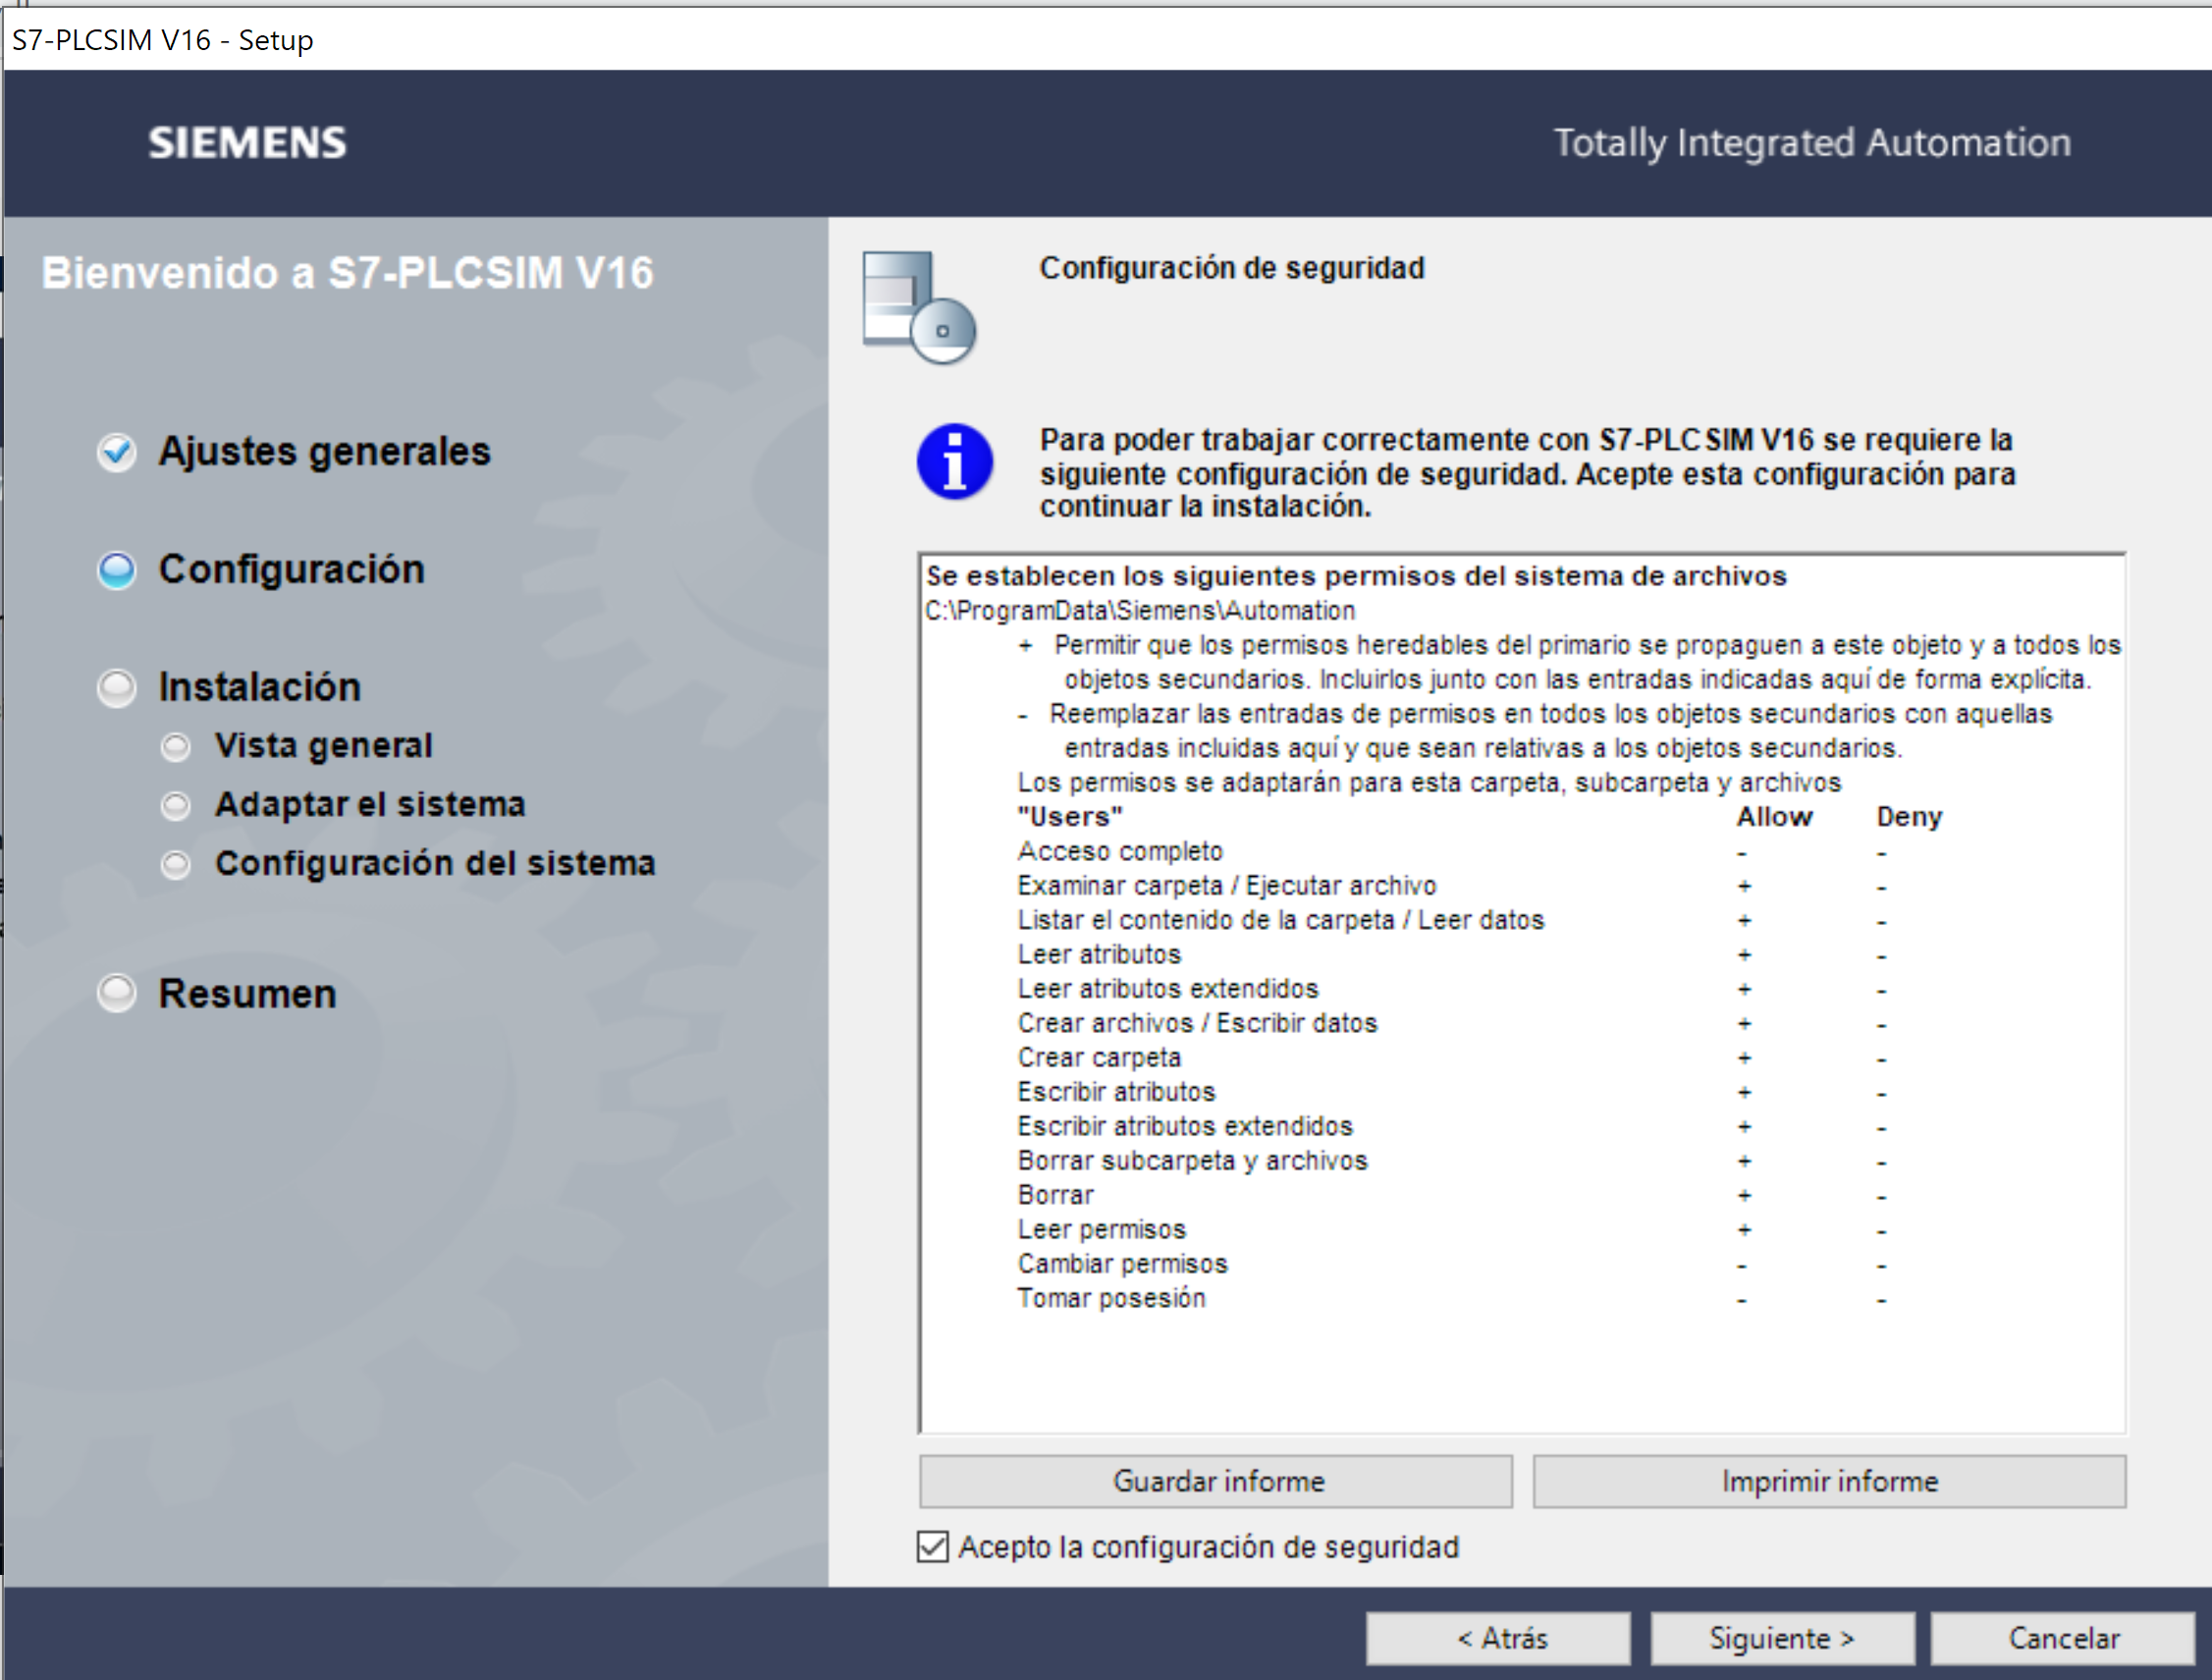 S7-PLCSIM V16 - Setup
SIEMENS
Totally Integrated Automation
Bienvenido a S7-PLCSIM V16
Ajustes generales
Configuración
Instalación
Vista general
Adaptar el sistema
Configuración del sistema
Resumen
Configuración de seguridad
Para poder trabajar correctamente con S7-PLCSIM V16 se requiere la
siguiente configuración de seguridad. Acepte esta configuración para
continuar la instalación.
Se establecen los siguientes permisos del sistema de archivos
C:\ProgramData\Siemens\Automation
+ Permitir que los permisos heredables del primario se propaguen a este objeto y a todos los
objetos secundarios. Incluirlos junto con las entradas indicadas aquí de forma explícita.
- Reemplazar las entradas de permisos en todos los objetos secundarios con aquellas
entradas incluidas aquí y que sean relativas a los objetos secundarios.
Los permisos se adaptarán para esta carpeta, subcarpeta y archivos
"Users" Allow Deny
Acceso completo - -
Examinar carpeta / Ejecutar archivo + -
Listar el contenido de la carpeta / Leer datos + -
Leer atributos + -
Leer atributos extendidos + -
Crear archivos / Escribir datos + -
Crear carpeta + -
Escribir atributos + -
Escribir atributos extendidos + -
Borrar subcarpeta y archivos + -
Borrar + -
Leer permisos + -
Cambiar permisos - -
Tomar posesión - -
Guardar informe
Imprimir informe
Acepto la configuración de seguridad
< Atrás
Siguiente >
Cancelar